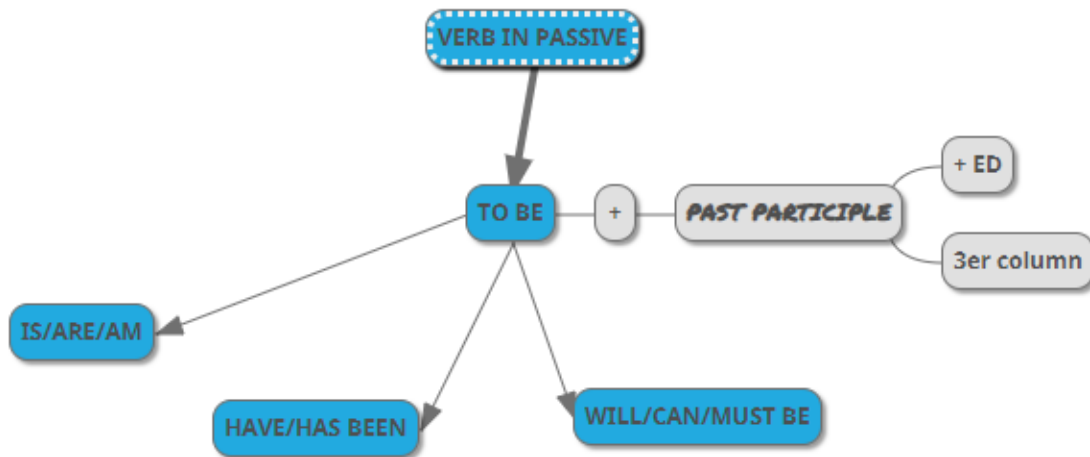 VERB IN PASSIVE
TO BE
+
PAST PARTICIPLE
+ ED
3er column
IS/ARE/AM
HAVE/HAS BEEN
WILL/CAN/MUST BE